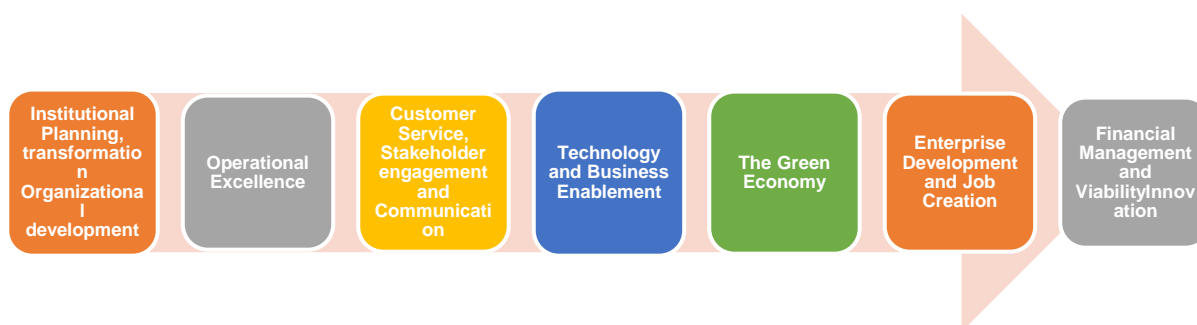 Institutional
Planning,
transformatio
n
Organizationa
l
development
Operational
Excellence
Customer
Service,
Stakeholder
engagement
and
Communicati
on
Technology
and Business
Enablement
The Green
Economy
Enterprise
Development
and Job
Creation
Financial
Management
and
ViabilityInnov
ation